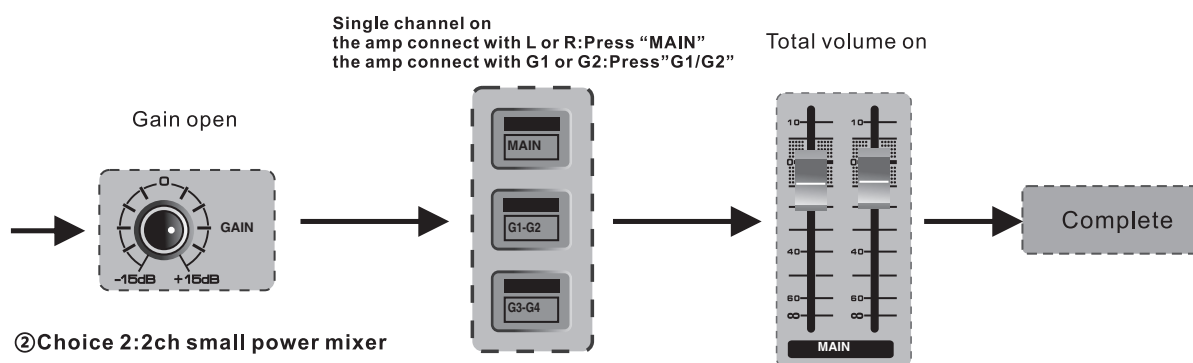 Single channel on
the amp connect with L or R:Press “MAIN”
the amp connect with G1 or G2:Press”G1/G2”
Total volume on
Gain open
0
GAIN
-15dB +15dB
MAIN
G1-G2
G3-G4
10 10
0 0
40 40
60 60
∞ ∞
MAIN
Complete
②Choice 2:2ch small power mixer